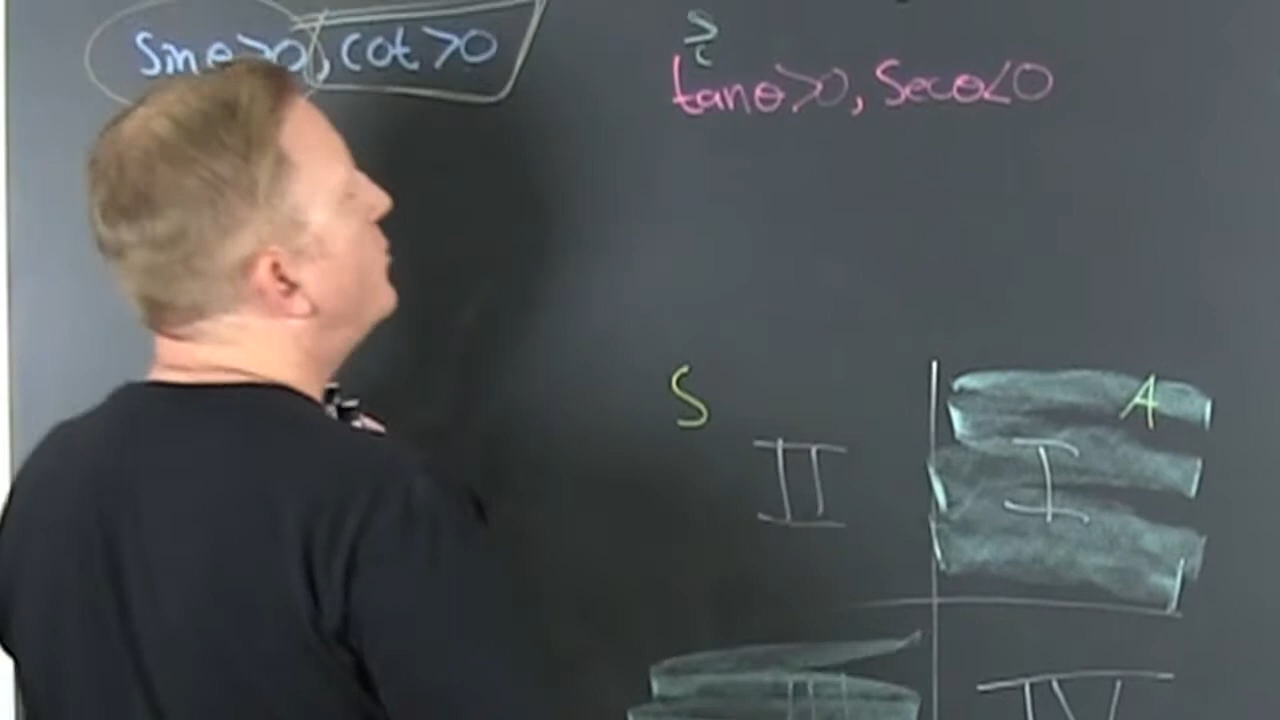 sinθ>0, cot>0
s
c
tanθ>0, secθ<0
S
A
II
I
IV